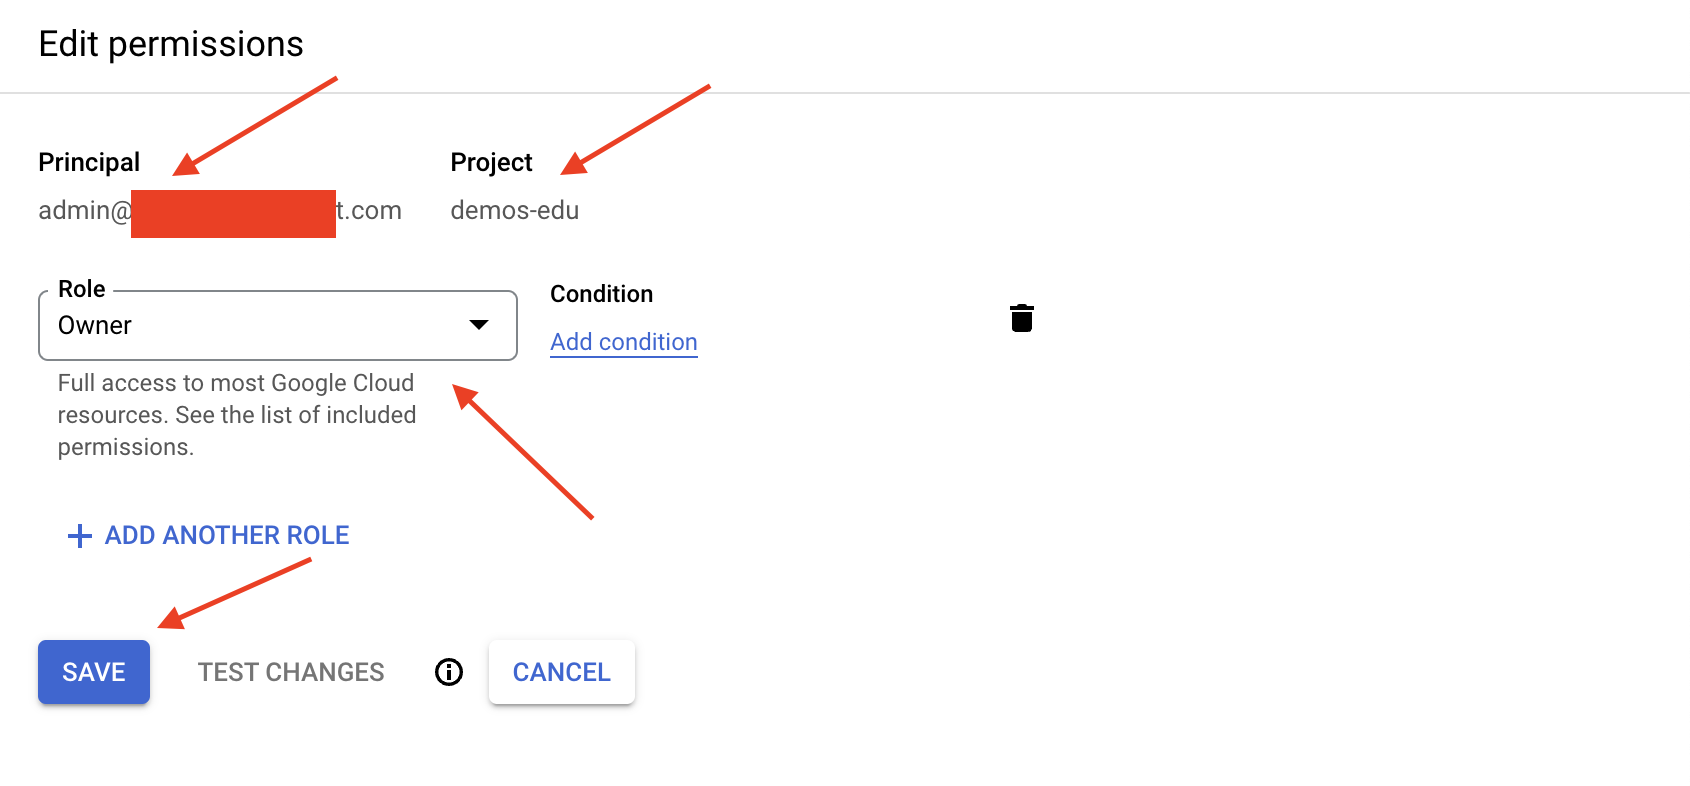 Edit permissions
Principal
Project
admin@ t.com
demos-edu
Role
Owner
Condition
Add condition
Full access to most Google Cloud
resources. See the list of included
permissions.
ADD ANOTHER ROLE
SAVE
TEST CHANGES
CANCEL